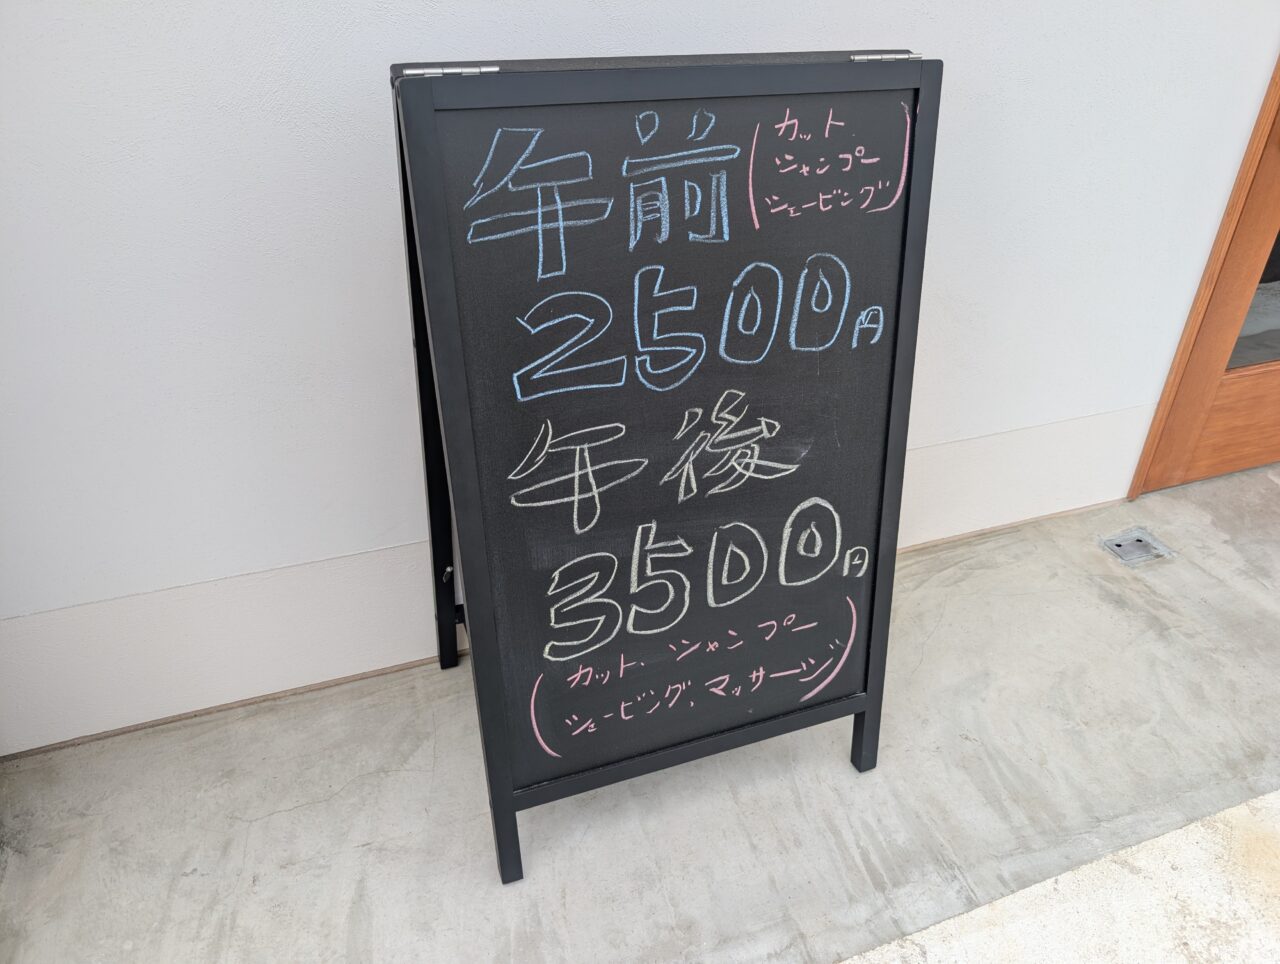 午前
(カット
シャンプー
シェービング)
2500円
午後
3500円
(カット、シャンプー
シェービング、マッサージ)